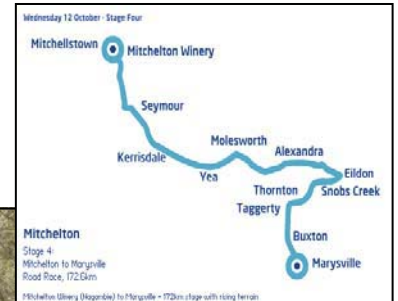 Wednesday 12 October - Stage Four
Mitchellstown
Mitchelton Winery
Seymour
Kerrisdale
Yea
Molesworth
Alexandra
Eildon
Snobs Creek
Thornton
Taggerty
Buxton
Marysville
Mitchelton
Stage 4:
Mitchelton to Marysville
Road Race, 172.6km
Mitchelton Winery (Nagambie) to Marysville - 172km stage with rising terrain